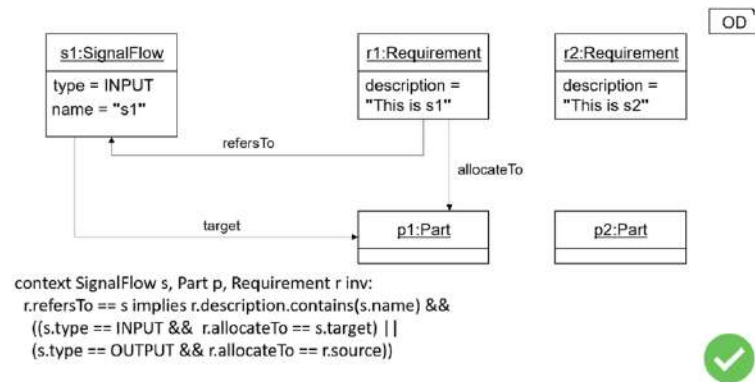 OD
s1:SignalFlow
type = INPUT
name = "s1"
r1:Requirement
description =
"This is s1"
r2:Requirement
description =
"This is s2"
refersTo
allocateTo
target
p1:Part
p2:Part
context SignalFlow s, Part p, Requirement r inv:
r.refersTo == s implies r.description.contains(s.name) &&
((s.type == INPUT && r.allocateTo == s.target) ||
(s.type == OUTPUT && r.allocateTo == r.source))